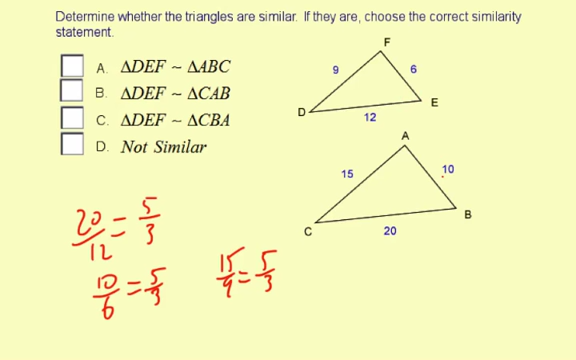 Determine whether the triangles are similar. If they are, choose the correct similarity
statement.
A. ΔDEF ~ ΔABC
B. ΔDEF ~ ΔCAB
C. ΔDEF ~ ΔCBA
D. Not Similar
F
9
6
D
E
12
A
15
10
B
C
20
20/12 = 5/3
10/6 = 5/3
15/9 = 5/3